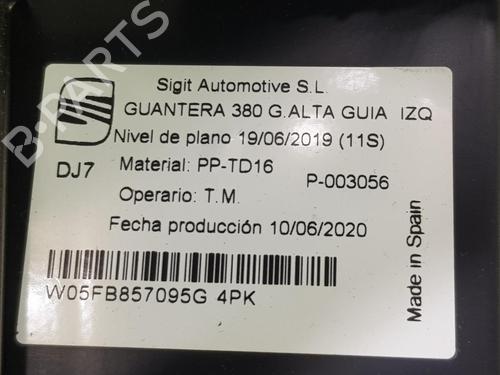 Sigit Automotive S.L.
GUANTERA 380 G.ALTA GUIA IZQ
Nivel de plano 19/06/2019 (11S)
DJ7
Material: PP-TD16
P-003056
Operario: T.M.
Fecha producción 10/06/2020
W05FB857095G 4PK
Made in Spain
B-PARTS